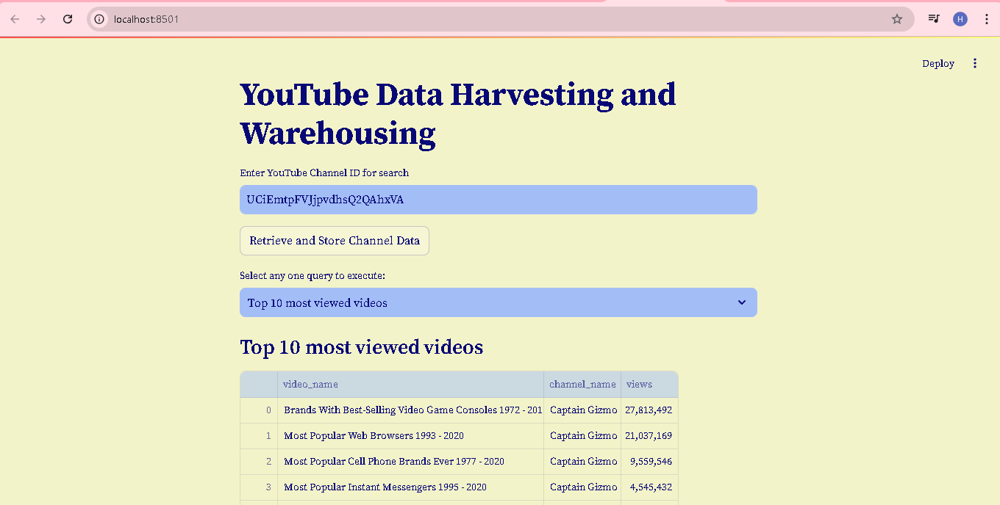 localhost:8501
H
Deploy
YouTube Data Harvesting and
Warehousing
Enter YouTube Channel ID for search
UCiEmtpFVJjpvdhsQ2QAhxVA
Retrieve and Store Channel Data
Select any one query to execute:
Top 10 most viewed videos
Top 10 most viewed videos
video_name channel_name views
0 Brands With Best-Selling Video Game Consoles 1972 - 201 Captain Gizmo 27,813,492
1 Most Popular Web Browsers 1993 - 2020 Captain Gizmo 21,037,169
2 Most Popular Cell Phone Brands Ever 1977 - 2020 Captain Gizmo 9,559,546
3 Most Popular Instant Messengers 1995 - 2020 Captain Gizmo 4,545,432